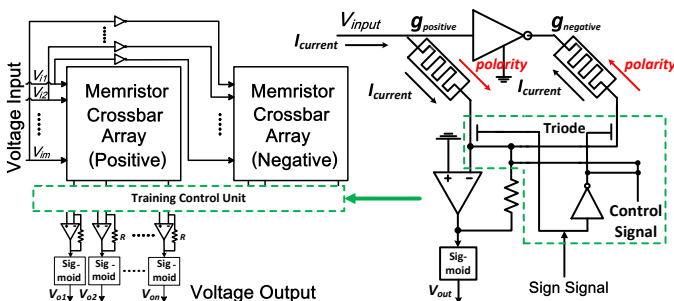 Voltage Input
Vi1
Vi2
Vim
Memristor
Crossbar
Array
(Positive)
Memristor
Crossbar
Array
(Negative)
Training Control Unit
+
-
R
+
-
R
+
-
R
Sig-
moid
Sig-
moid
Sig-
moid
Vo1
Vo2
Von
Voltage Output
Vinput
Icurrent
gpositive
gnegative
Icurrent
polarity
Icurrent
polarity
Triode
+
-
Control
Signal
Sig-
moid
Vout
Sign Signal